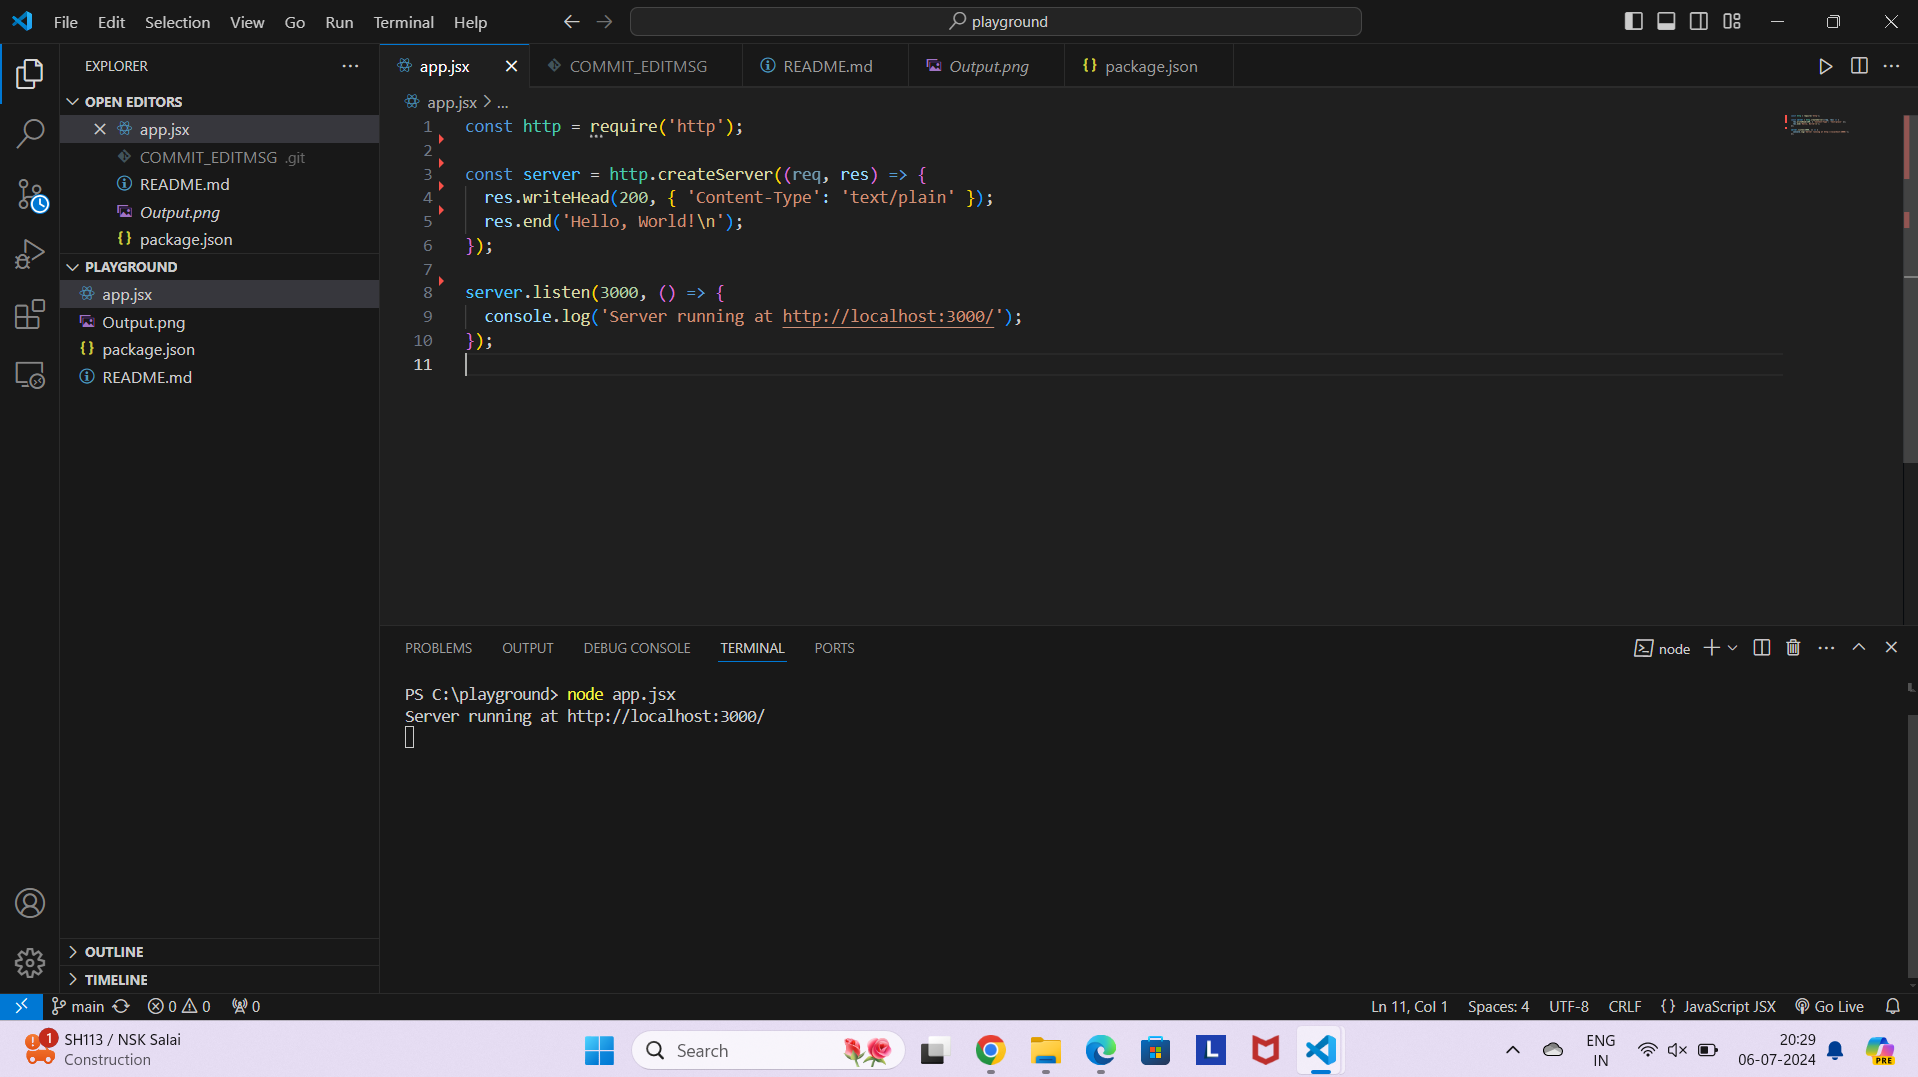 File Edit Selection View Go Run Terminal Help
playground
EXPLORER
OPEN EDITORS
app.jsx
COMMIT_EDITMSG .git
README.md
Output.png
package.json
PLAYGROUND
app.jsx
Output.png
package.json
README.md
OUTLINE
TIMELINE
app.jsx COMMIT_EDITMSG README.md Output.png package.json
app.jsx > ...
1 const http = require('http');
2
3 const server = http.createServer((req, res) => {
4 res.writeHead(200, { 'Content-Type': 'text/plain' });
5 res.end('Hello, World!\n');
6 });
7
8 server.listen(3000, () => {
9 console.log('Server running at http://localhost:3000/');
10 });
11
PROBLEMS OUTPUT DEBUG CONSOLE TERMINAL PORTS
node
PS C:\playground> node app.jsx
Server running at http://localhost:3000/
main 0 0 0
Ln 11, Col 1 Spaces: 4 UTF-8 CRLF {} JavaScript JSX Go Live
1
SH113 / NSK Salai
Construction
Search
L
ENG
IN
20:29
06-07-2024
PRE